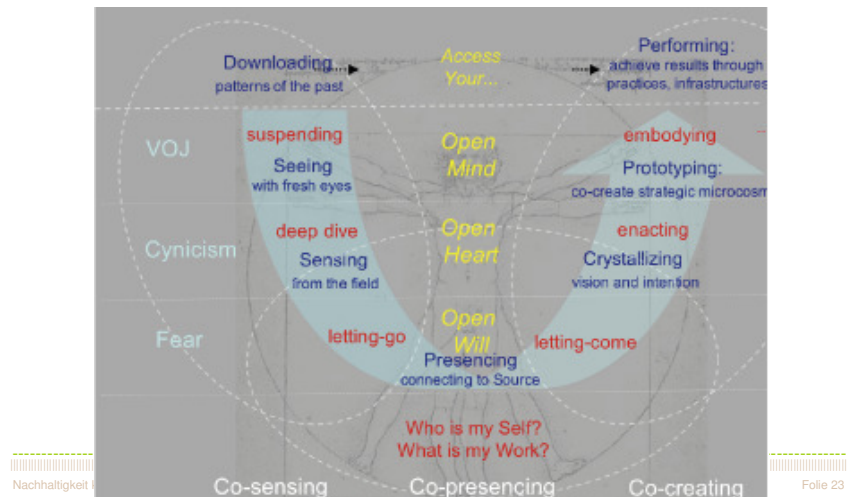 Downloading
patterns of the past
Access
Your...
Performing:
achieve results through
practices, infrastructures
VOJ
suspending
Seeing
with fresh eyes
Open
Mind
embodying
Prototyping:
co-create strategic microcosm
Cynicism
deep dive
Sensing
from the field
Open
Heart
enacting
Crystallizing
vision and intention
Fear
letting-go
Open
Will
letting-come
Presencing
connecting to Source
Who is my Self?
What is my Work?
Co-sensing
Co-presencing
Co-creating
Nachhaltigkeit
Folie 23